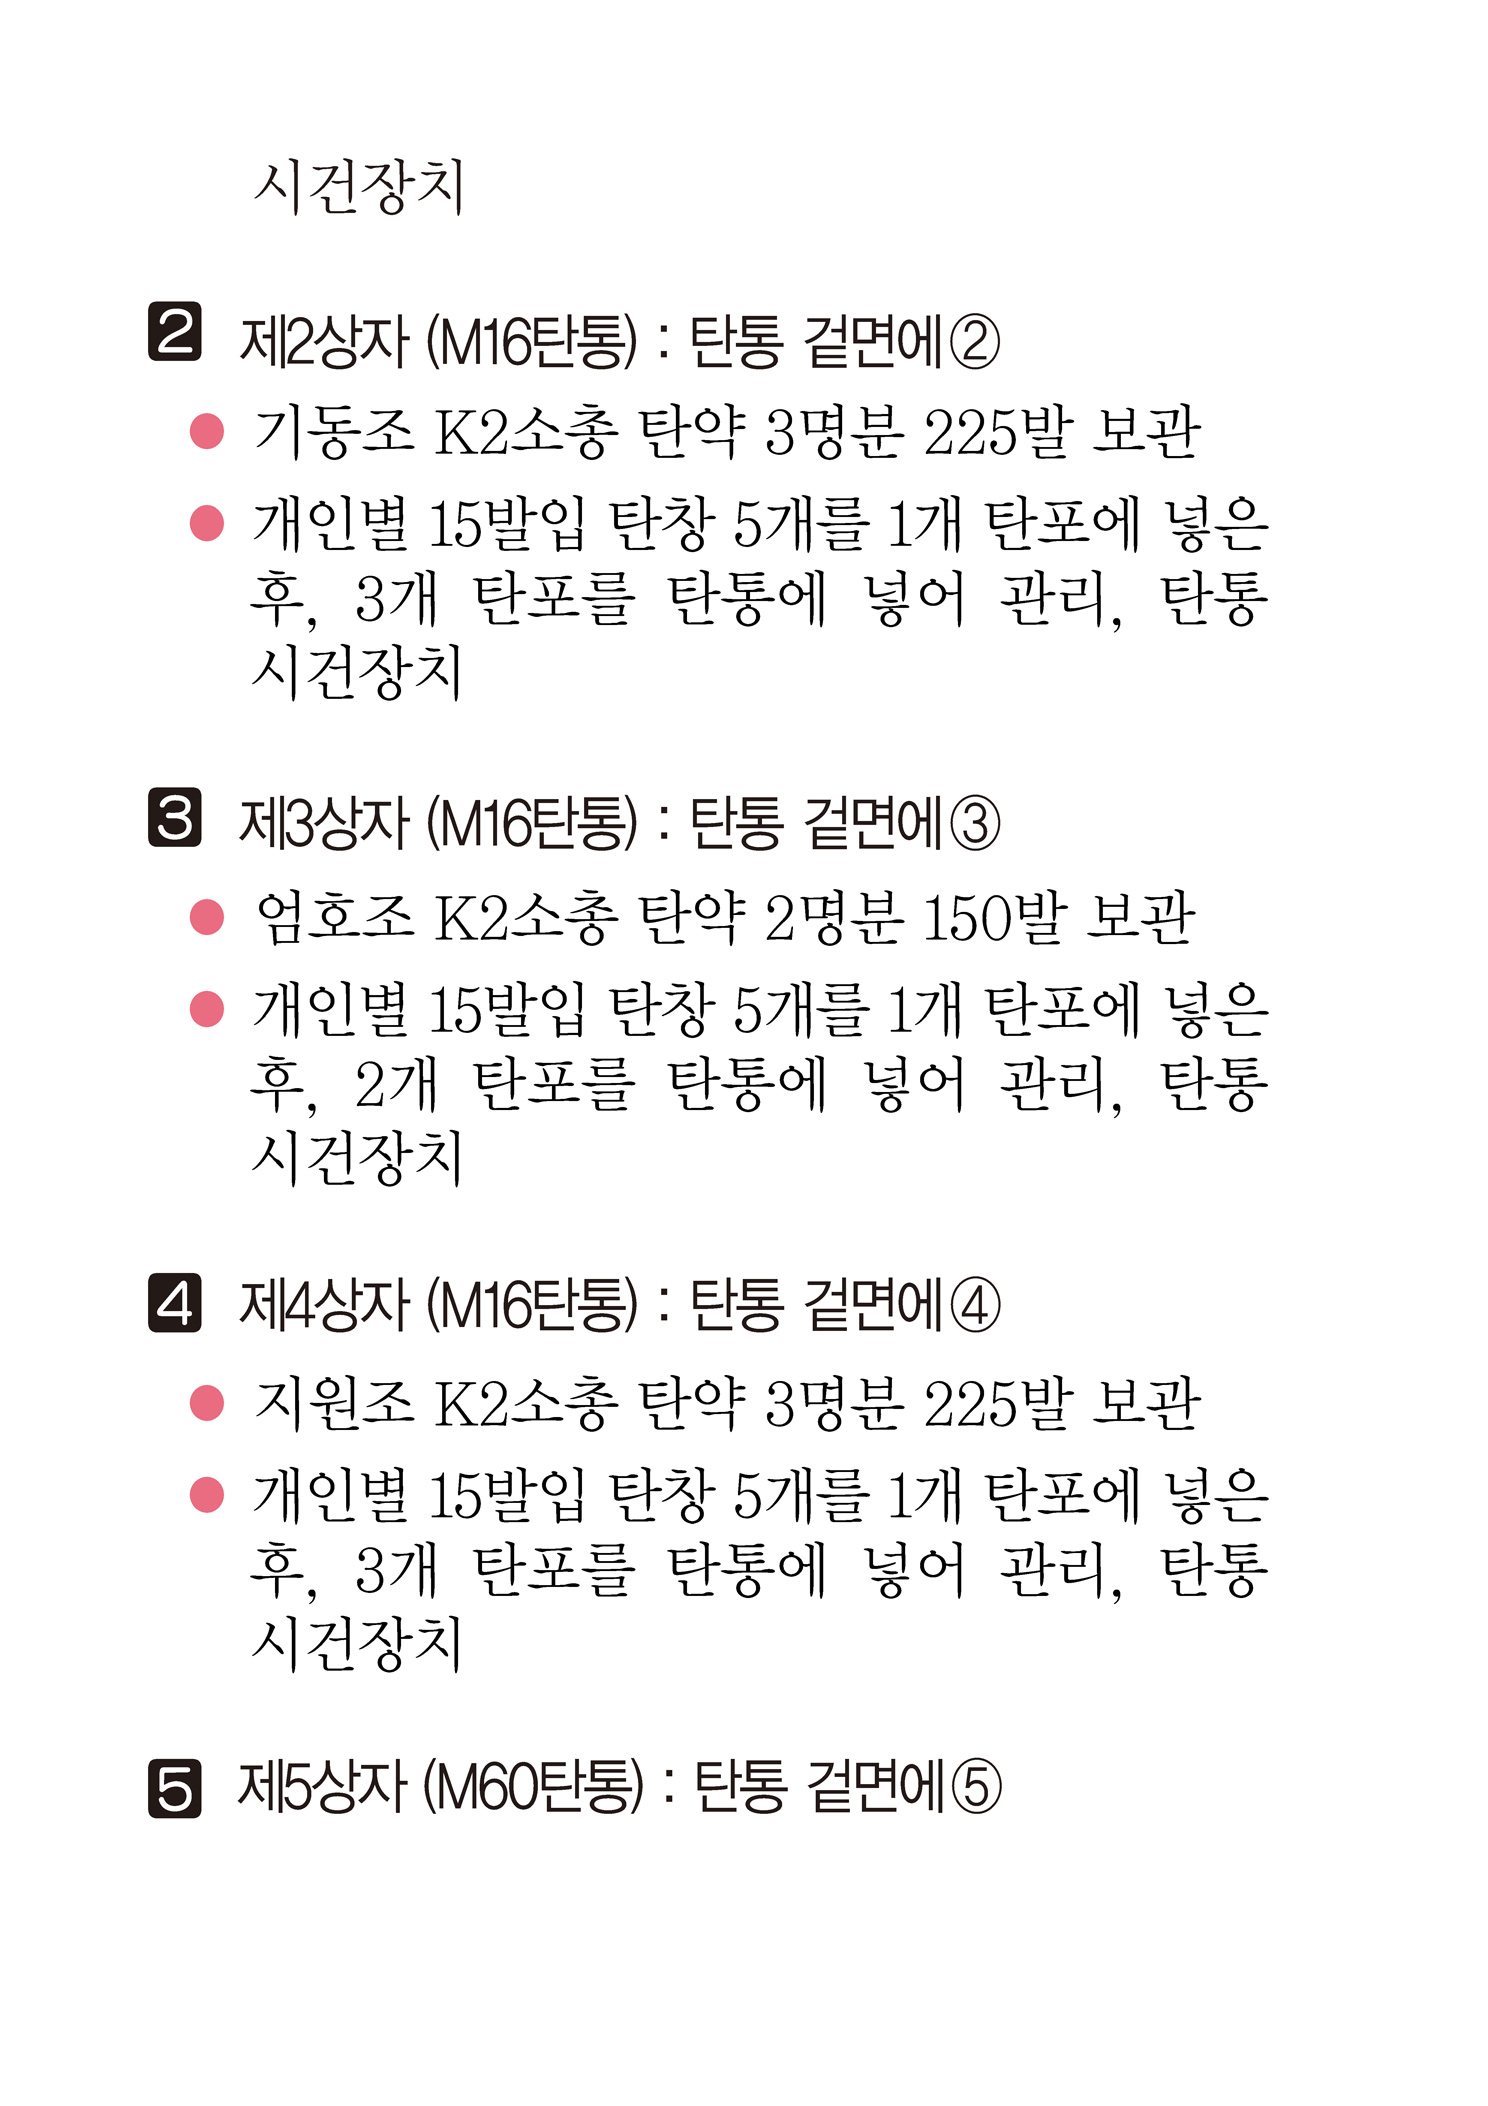 시건장치
2 제2상자 (M16탄통) : 탄통 겉면에②
● 기동조 K2소총 탄약 3명분 225발 보관
● 개인별 15발입 탄창 5개를 1개 탄포에 넣은
후, 3개 탄포를 탄통에 넣어 관리, 탄통
시건장치
3 제3상자 (M16탄통) : 탄통 겉면에③
● 엄호조 K2소총 탄약 2명분 150발 보관
● 개인별 15발입 탄창 5개를 1개 탄포에 넣은
후, 2개 탄포를 탄통에 넣어 관리, 탄통
시건장치
4 제4상자 (M16탄통) : 탄통 겉면에④
● 지원조 K2소총 탄약 3명분 225발 보관
● 개인별 15발입 탄창 5개를 1개 탄포에 넣은
후, 3개 탄포를 탄통에 넣어 관리, 탄통
시건장치
5 제5상자 (M60탄통) : 탄통 겉면에⑤